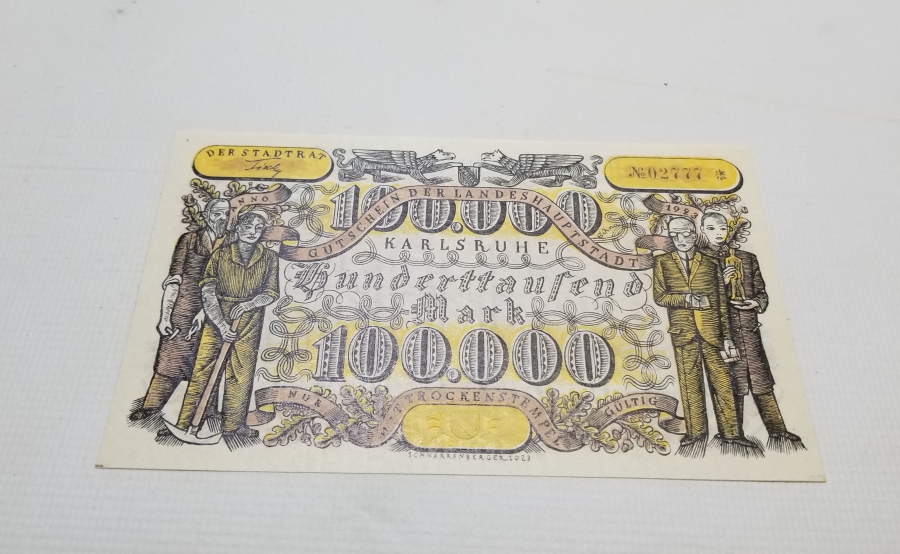 DER STADTRAT
№02777 *
ANNO
1923
100.000
GUTSCHEIN DER LANDESHAUPTSTADT
KARLSRUHE
Hunderttausend
Mark
100.000
NUR MIT TROCKENSTEMPEL GÜLTIG
SCHNARRENBERGER 1923